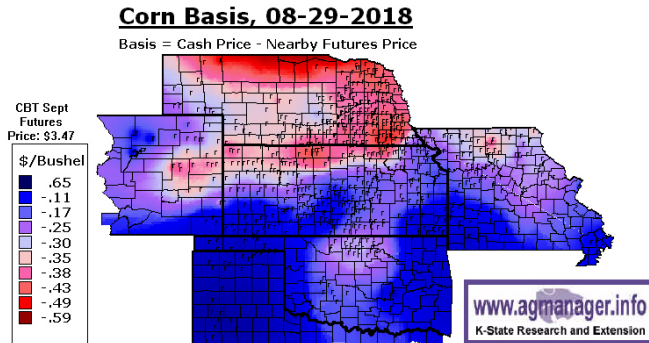 Corn Basis, 08-29-2018
Basis = Cash Price - Nearby Futures Price
CBT Sept
Futures
Price: $3.47
$/Bushel
.65
-.11
-.17
-.25
-.30
-.35
-.38
-.43
-.49
-.59
www.agmanager.info
K-State Research and Extension